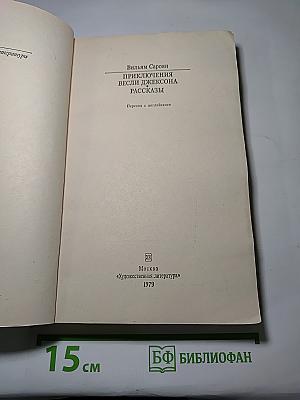 Вильям Сароян
ПРИКЛЮЧЕНИЯ
ВЕСЛИ ДЖЕКСОНА
РАССКАЗЫ
Перевод с английского
Москва
«Художественная литература»
1979
15 см
БФ БИБЛИОФАН